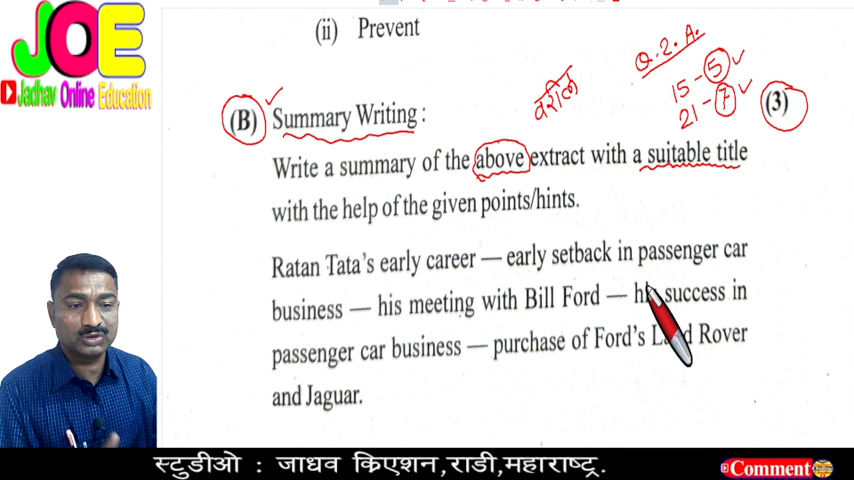 JOE
Jadhav Online Education
(ii) Prevent
Q.2.A.
वरील
15 - 5 ✓
21 - 7 ✓
(B) ✓ Summary Writing : (3)
Write a summary of the above extract with a suitable title
with the help of the given points/hints.
Ratan Tata's early career — early setback in passenger car
business — his meeting with Bill Ford — his success in
passenger car business — purchase of Ford's Land Rover
and Jaguar.
स्टुडीओ : जाधव क्रिएशन,राडी,महाराष्ट्र.
Comment